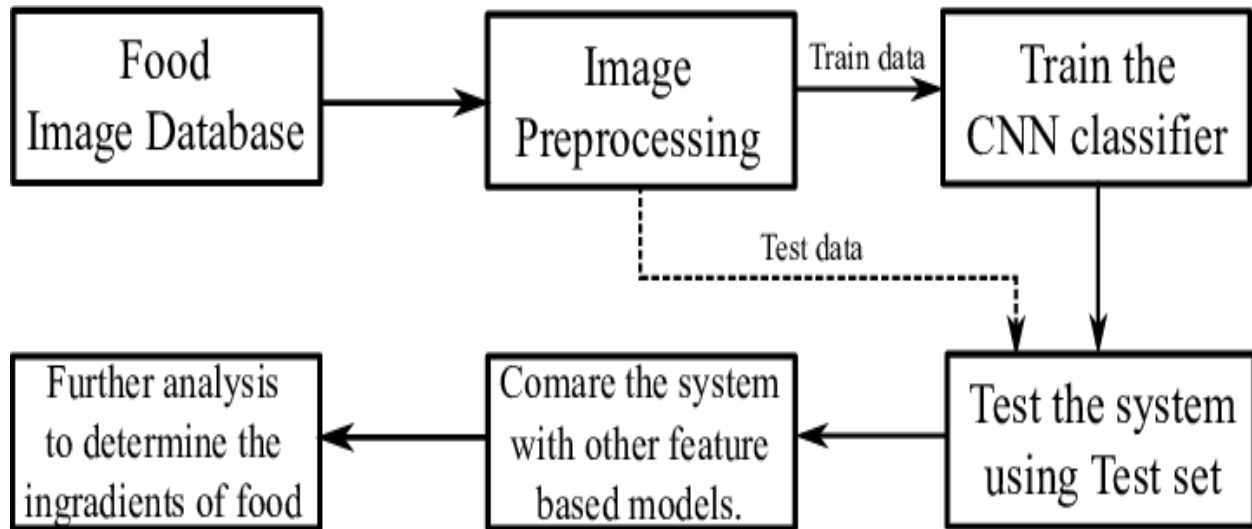 Food
Image Database
Image
Preprocessing
Train data
Train the
CNN classifier
Test data
Test the system
using Test set
Comare the system
with other feature
based models.
Further analysis
to determine the
ingradients of food